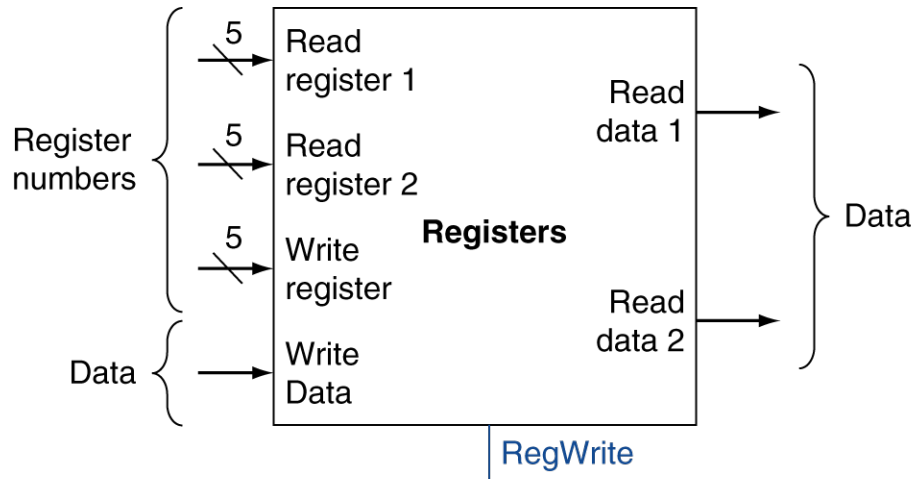 Register
numbers
Data
5
Read
register 1
5
Read
register 2
5
Write
register
Write
Data
Registers
Read
data 1
Read
data 2
Data
RegWrite